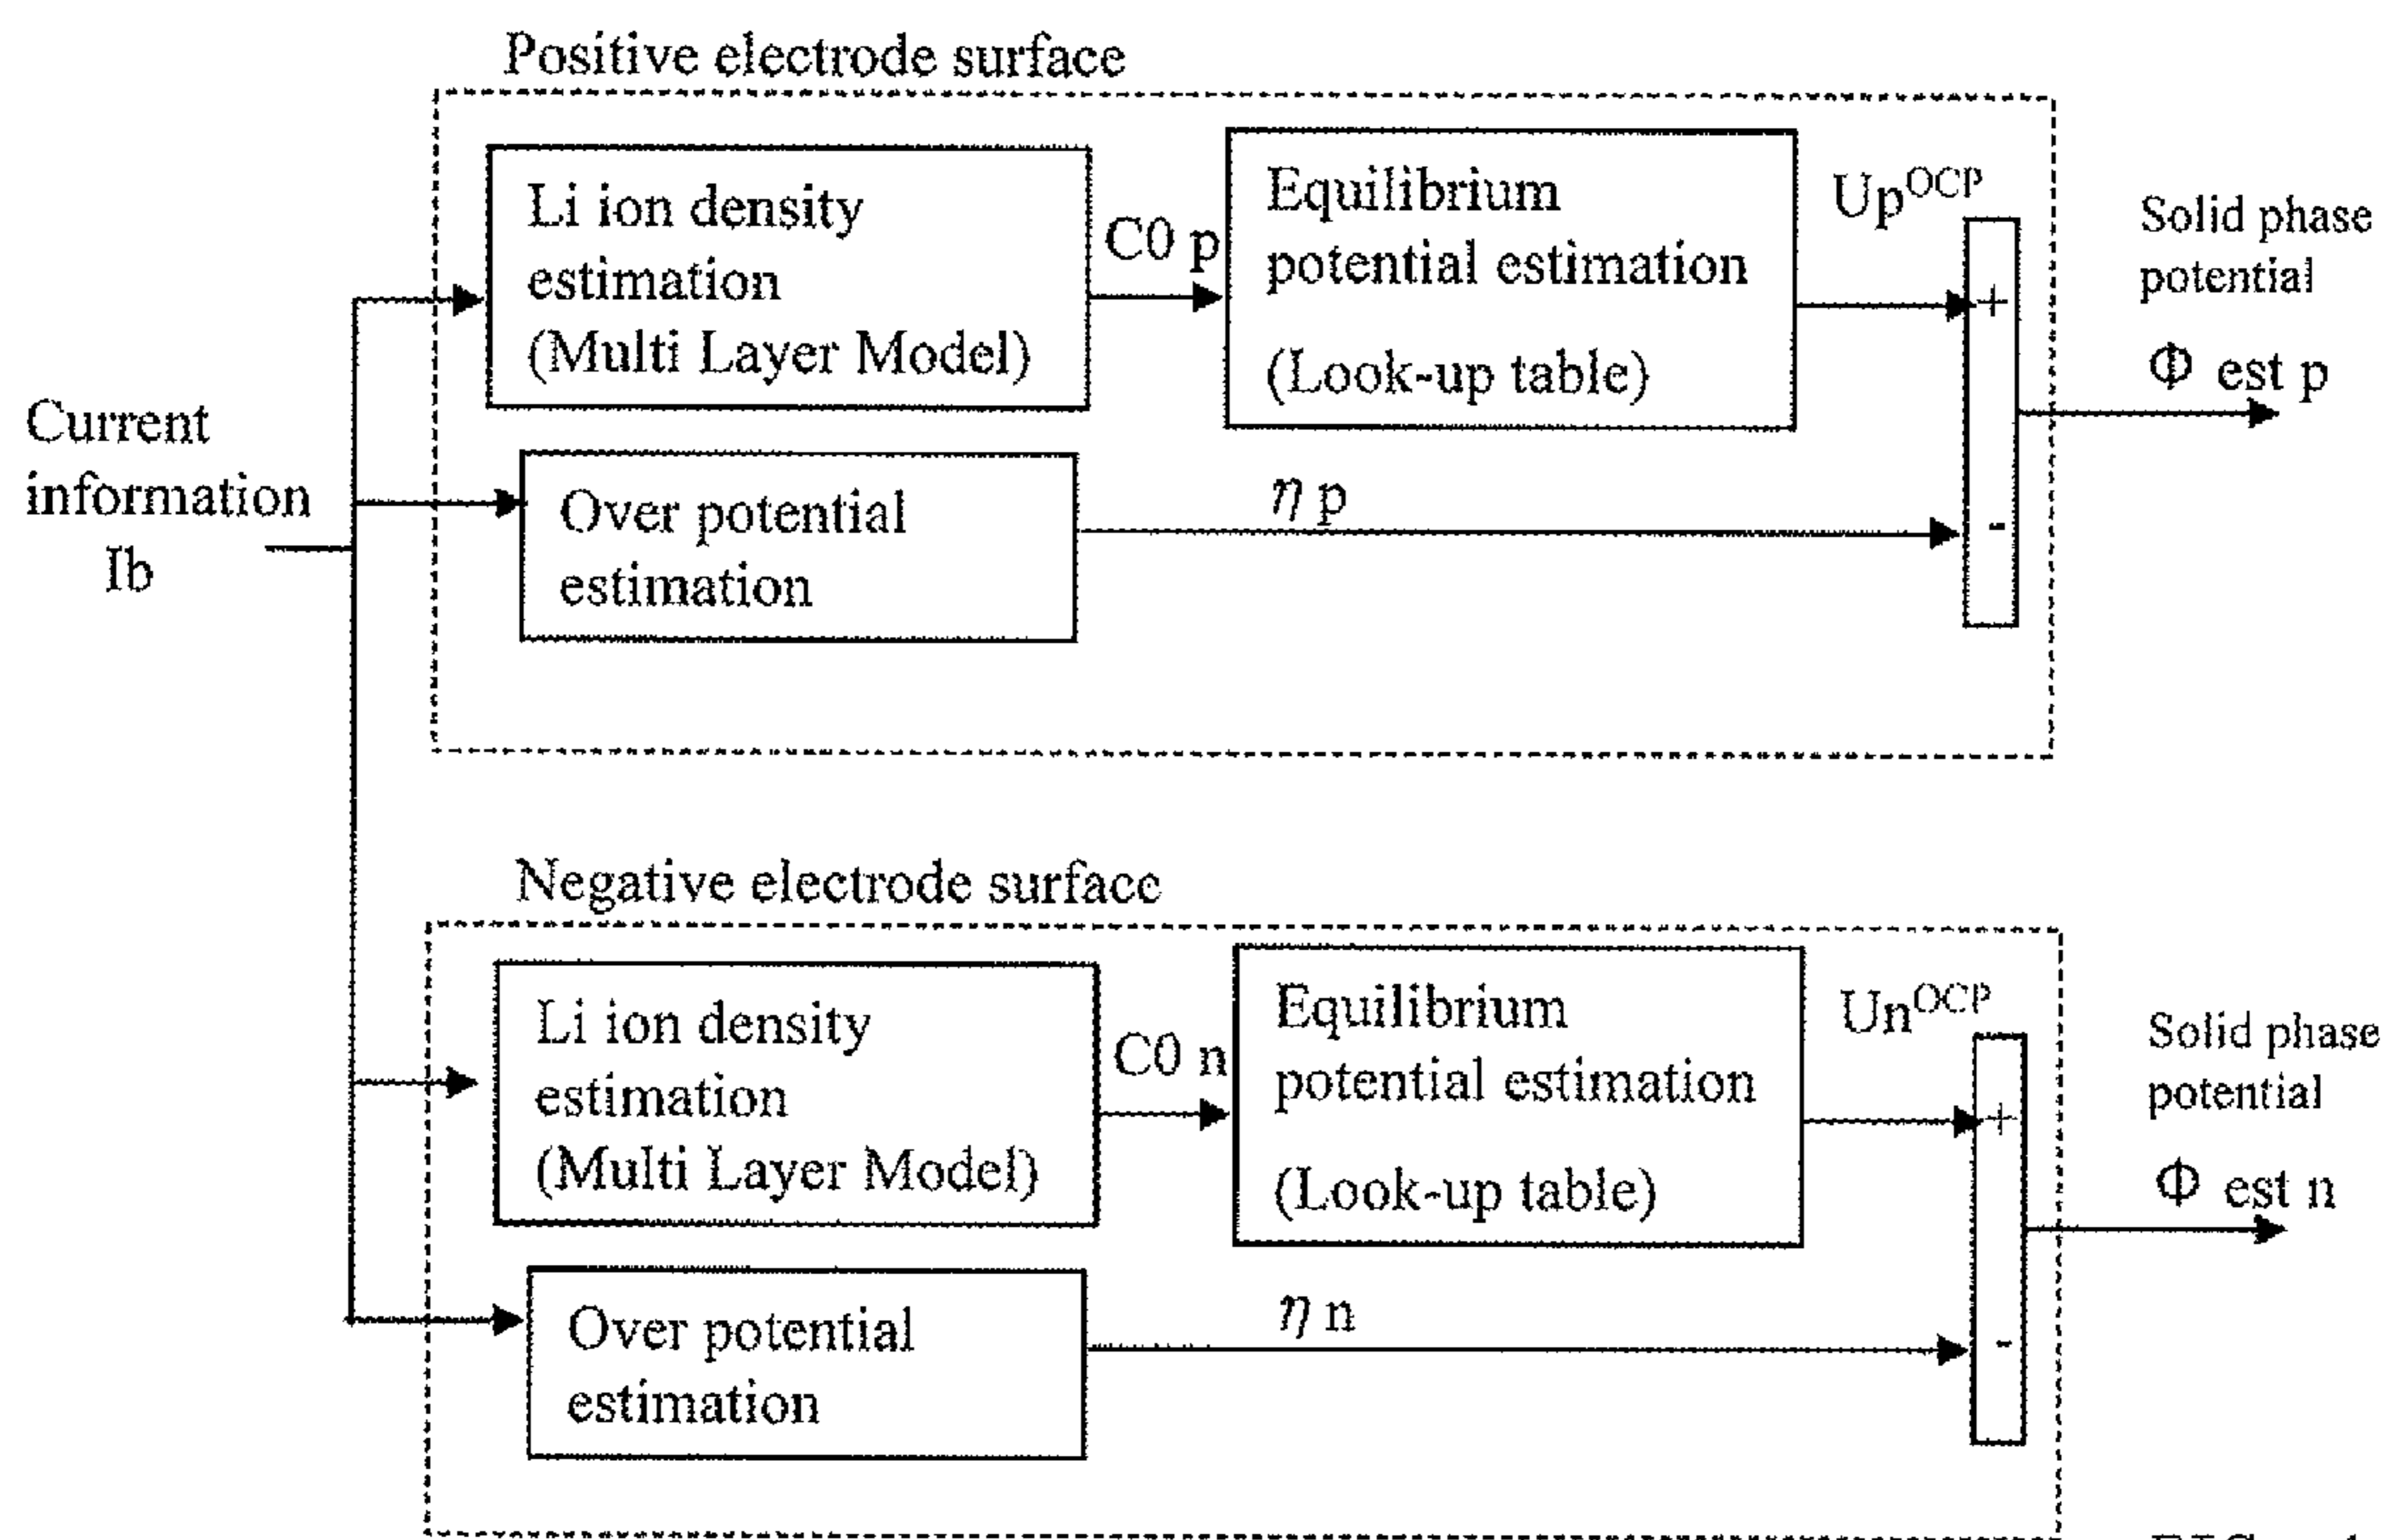 Positive electrode surface
Li ion density
estimation
(Multi Layer Model)
C0 p
Equilibrium
potential estimation
(Look-up table)
Up^OCP
+
Solid phase
potential
Φ est p
Current
information
Ib
Over potential
estimation
η p
-
Negative electrode surface
Li ion density
estimation
(Multi Layer Model)
C0 n
Equilibrium
potential estimation
(Look-up table)
Un^OCP
+
Solid phase
potential
Φ est n
Over potential
estimation
η n
-